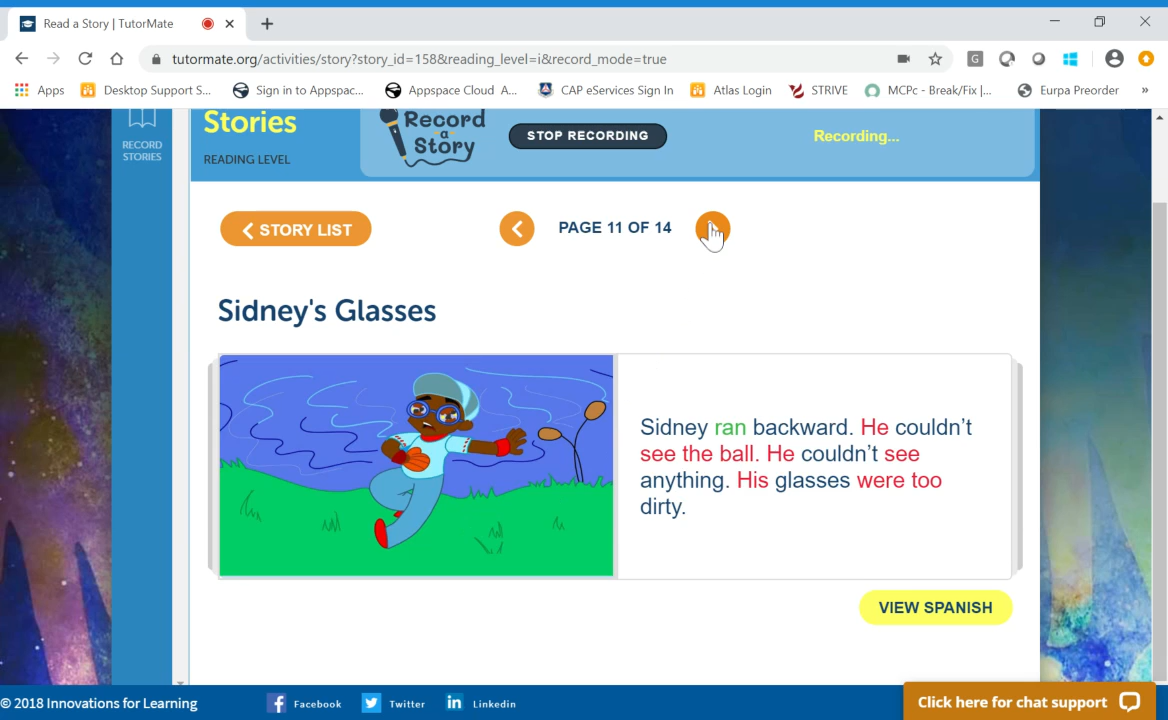 Read a Story | TutorMate
tutormate.org/activities/story?story_id=158&reading_level=i&record_mode=true
G
Apps Desktop Support S... Sign in to Appspac... Appspace Cloud A... CAP eServices Sign In Atlas Login STRIVE MCPc - Break/Fix |... Eurpa Preorder »
RECORD
STORIES
Stories
READING LEVEL
Record
a
Story
STOP RECORDING
Recording...
STORY LIST
PAGE 11 OF 14
Sidney's Glasses
Sidney ran backward. He couldn’t
see the ball. He couldn’t see
anything. His glasses were too
dirty.
VIEW SPANISH
© 2018 Innovations for Learning
Facebook
Twitter
in Linkedin
Click here for chat support